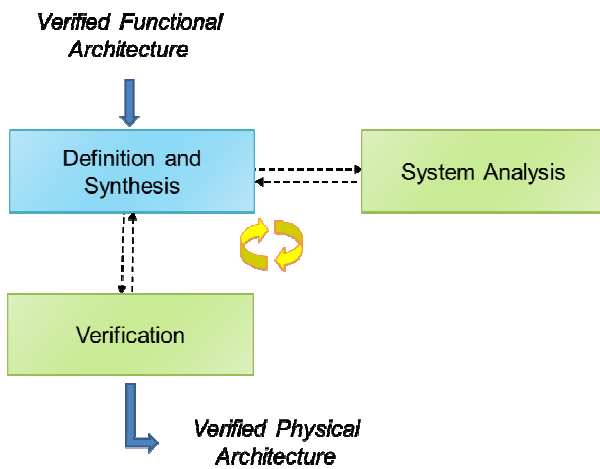 Verified Functional
Architecture
Definition and
Synthesis
System Analysis
Verification
Verified Physical
Architecture